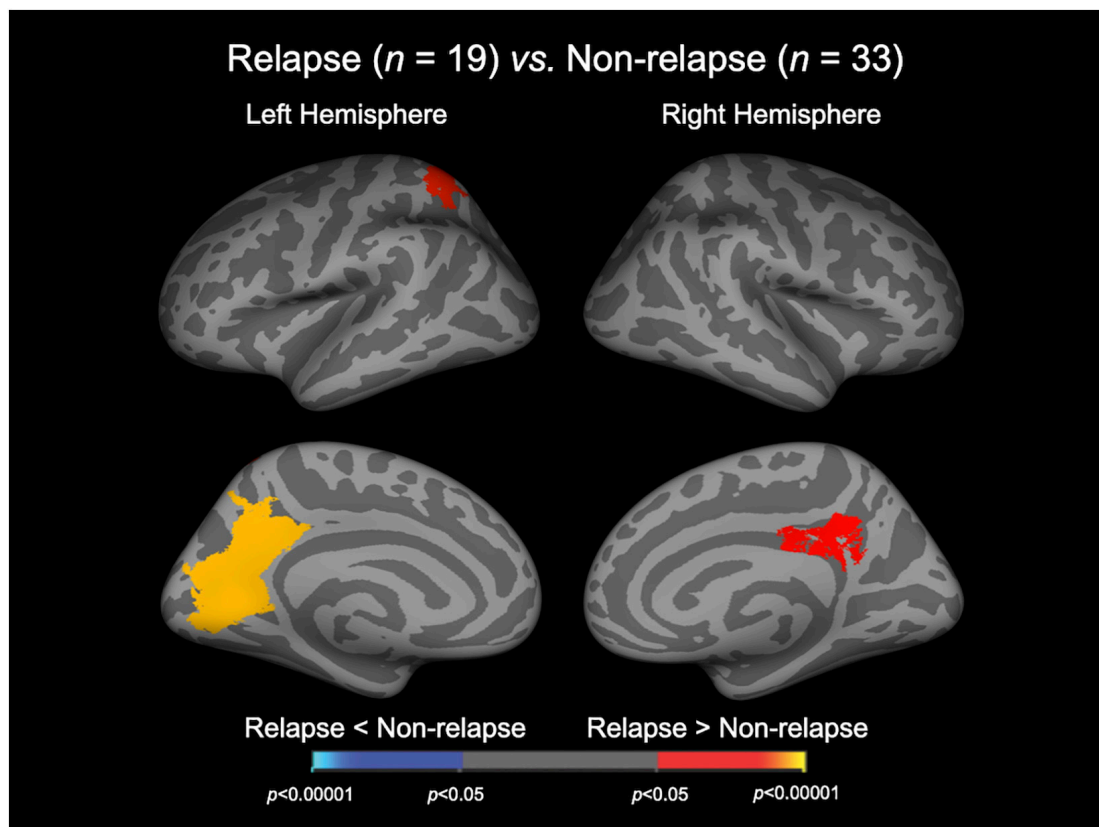 Relapse (n = 19) vs. Non-relapse (n = 33)
Left Hemisphere Right Hemisphere
Relapse < Non-relapse Relapse > Non-relapse
p<0.00001 p<0.05 p<0.05 p<0.00001